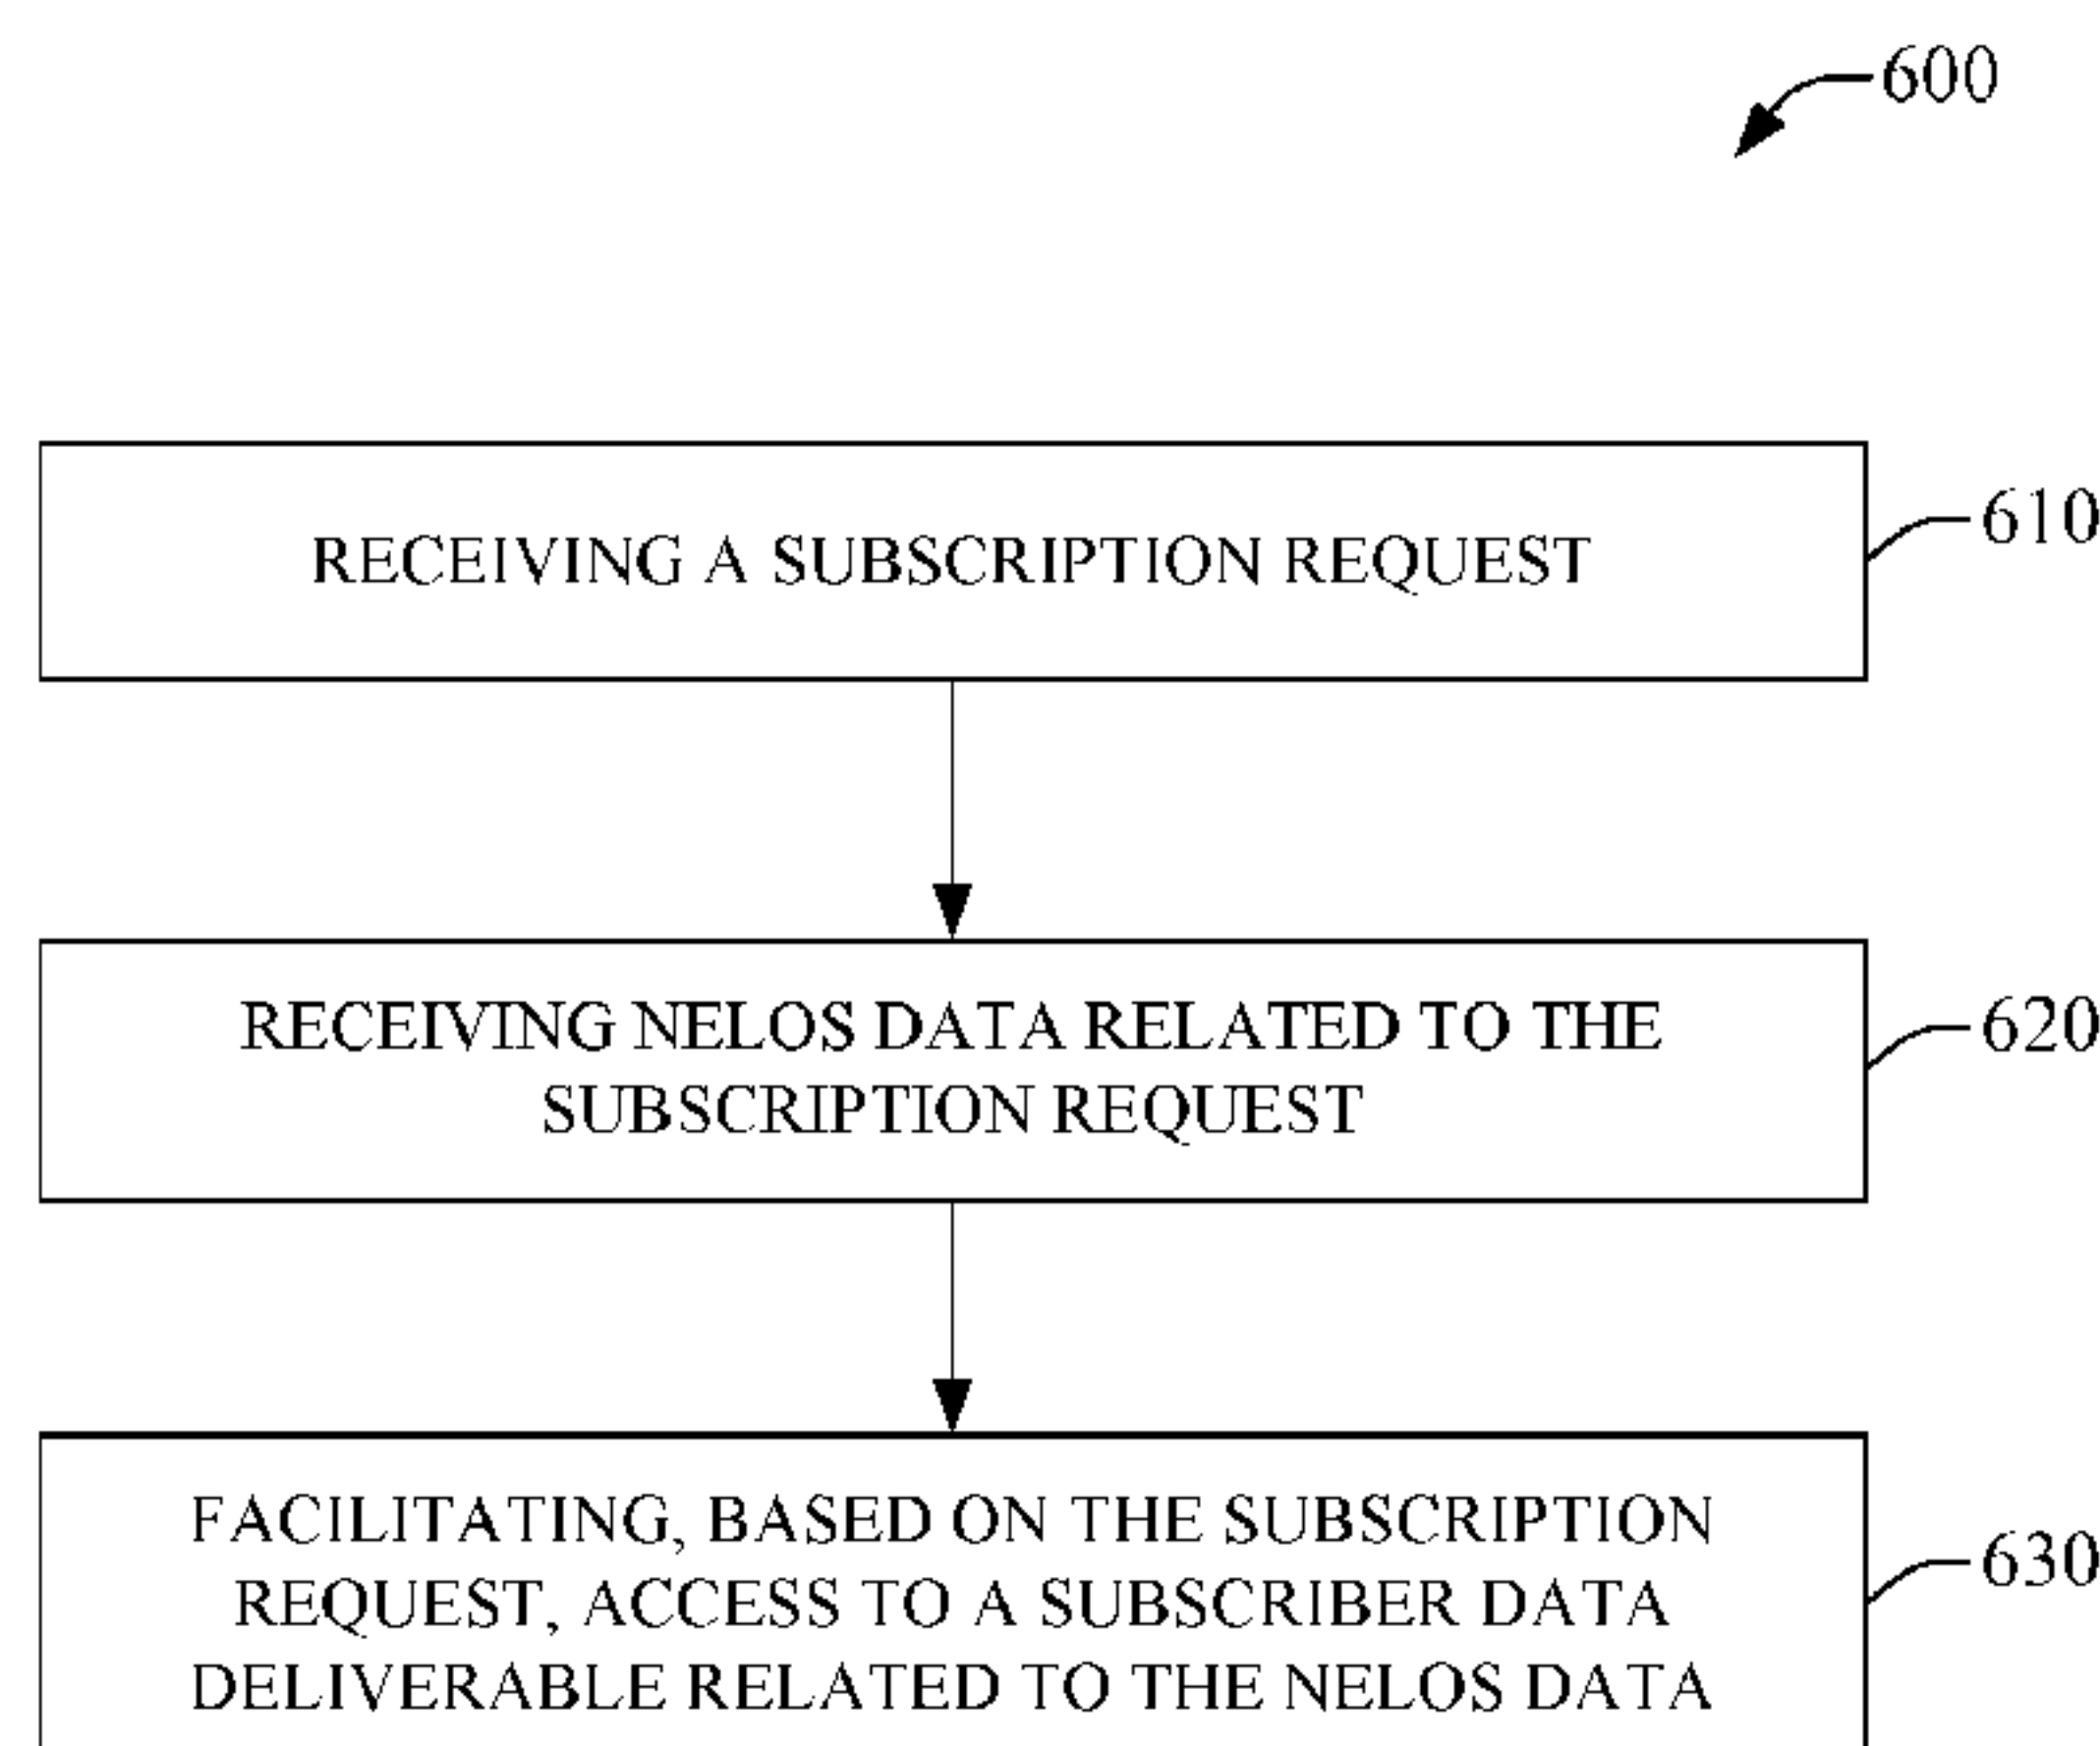 600
RECEIVING A SUBSCRIPTION REQUEST
610
RECEIVING NELOS DATA RELATED TO THE
SUBSCRIPTION REQUEST
620
FACILITATING, BASED ON THE SUBSCRIPTION
REQUEST, ACCESS TO A SUBSCRIBER DATA
DELIVERABLE RELATED TO THE NELOS DATA
630